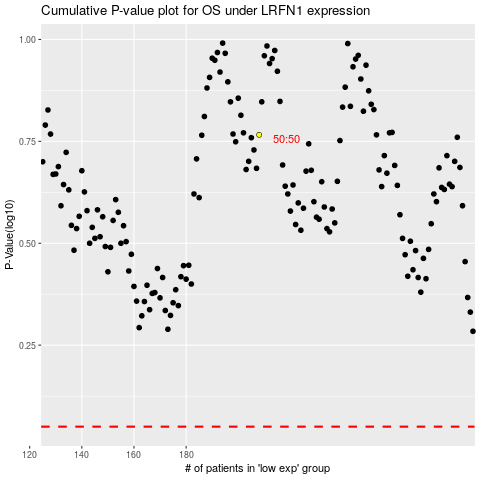 Cumulative P-value plot for OS under LRFN1 expression
P-Value(log10)
1.00
0.75
0.50
0.25
50:50
120 140 160 180
# of patients in 'low exp' group